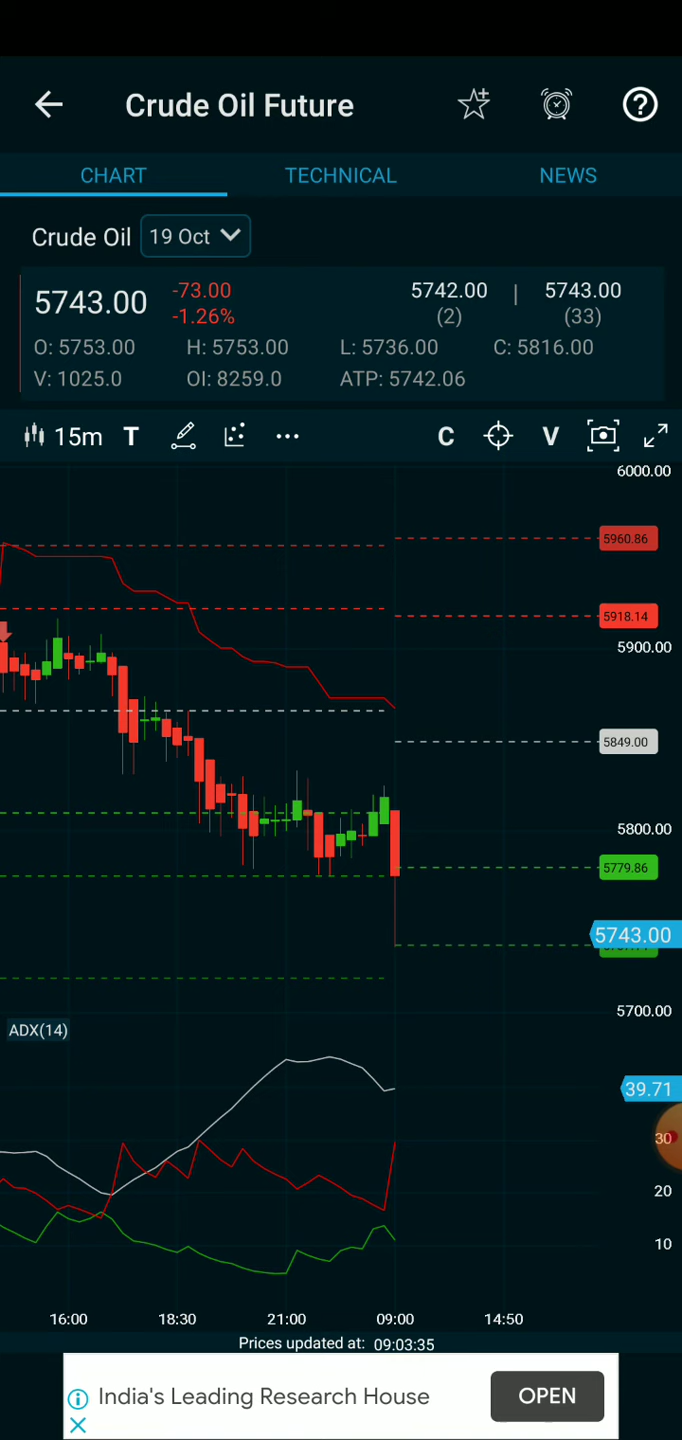 Crude Oil Future
CHART TECHNICAL NEWS
Crude Oil 19 Oct
5743.00 -73.00 5742.00 | 5743.00
-1.26% (2) (33)
O: 5753.00 H: 5753.00 L: 5736.00 C: 5816.00
V: 1025.0 OI: 8259.0 ATP: 5742.06
15m T C V
6000.00
5960.86
5918.14
5900.00
5849.00
5800.00
5779.86
5743.00
5700.00
ADX(14)
39.71
30
20
10
16:00 18:30 21:00 09:00 14:50
Prices updated at: 09:03:35
India's Leading Research House OPEN